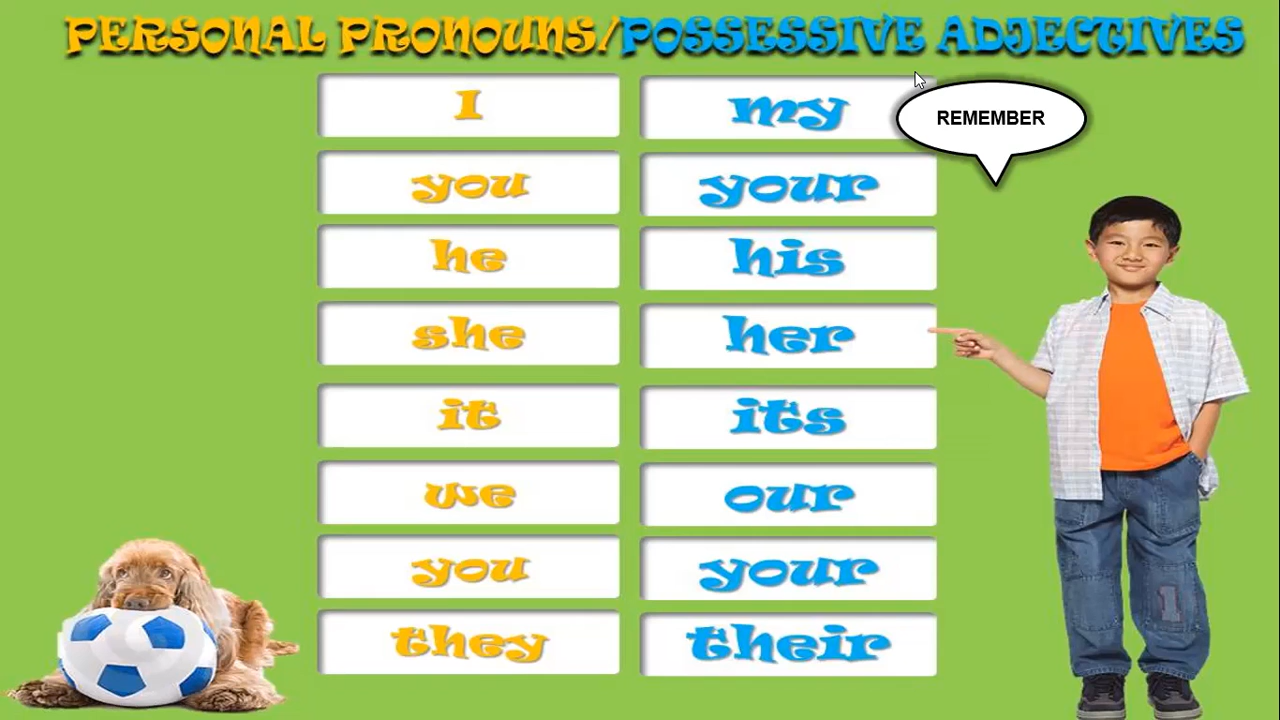 PERSONAL PRONOUNS/POSSESSIVE ADJECTIVES
I my
REMEMBER
you your
he his
she her
it its
we our
you your
they their
1